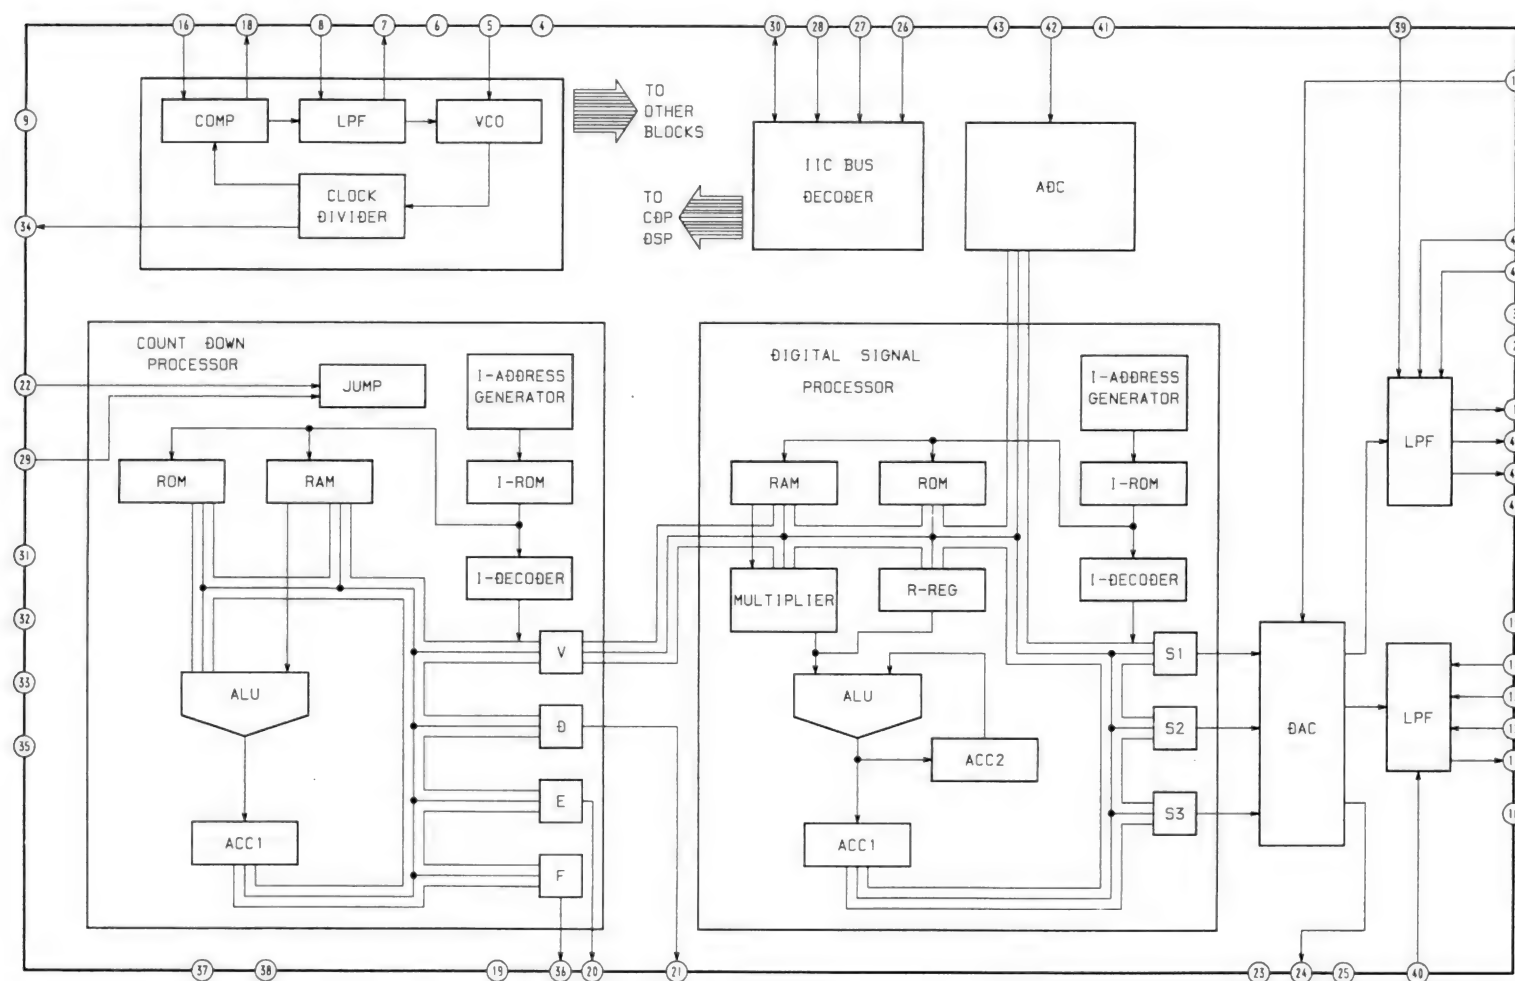 16 18 8 7 6 5 4 30 28 27 26 43 42 41 39
TO
OTHER
BLOCKS
COMP
LPF
VCO
9
IIC BUS
DECODER
ADC
CLOCK
DIVIDER
TO
CDP
DSP
34
COUNT DOWN
PROCESSOR
JUMP
I-ADDRESS
GENERATOR
DIGITAL SIGNAL
PROCESSOR
I-ADDRESS
GENERATOR
22
29
ROM
RAM
I-ROM
RAM
ROM
I-ROM
LPF
31
I-DECODER
MULTIPLIER
R-REG
I-DECODER
32
V
S1
33
ALU
ALU
D
S2
DAC
LPF
35
ACC2
E
S3
ACC1
F
ACC1
37 38 19 36 20 21 23 24 25 40